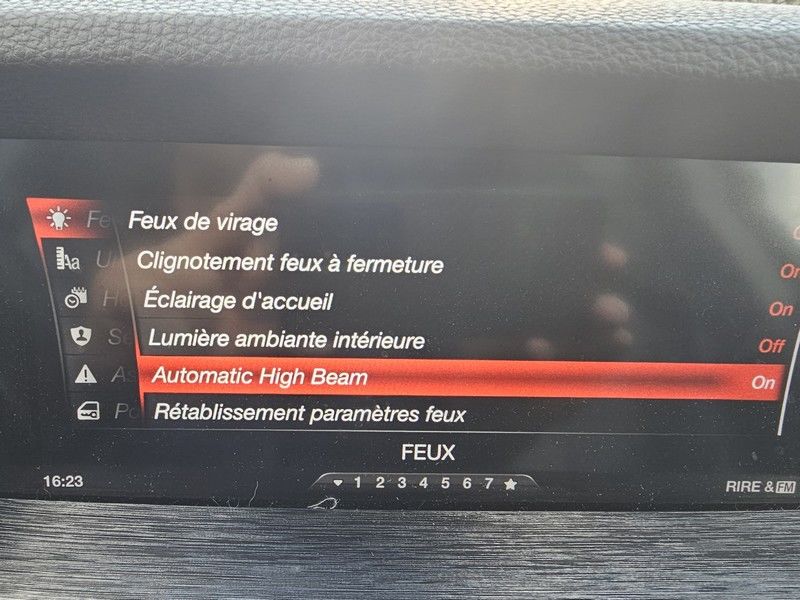 Feux de virage
Clignotement feux à fermeture On
Éclairage d'accueil On
Lumière ambiante intérieure Off
Automatic High Beam On
Rétablissement paramètres feux
FEUX
16:23 1 2 3 4 5 6 7 RIRE & FM